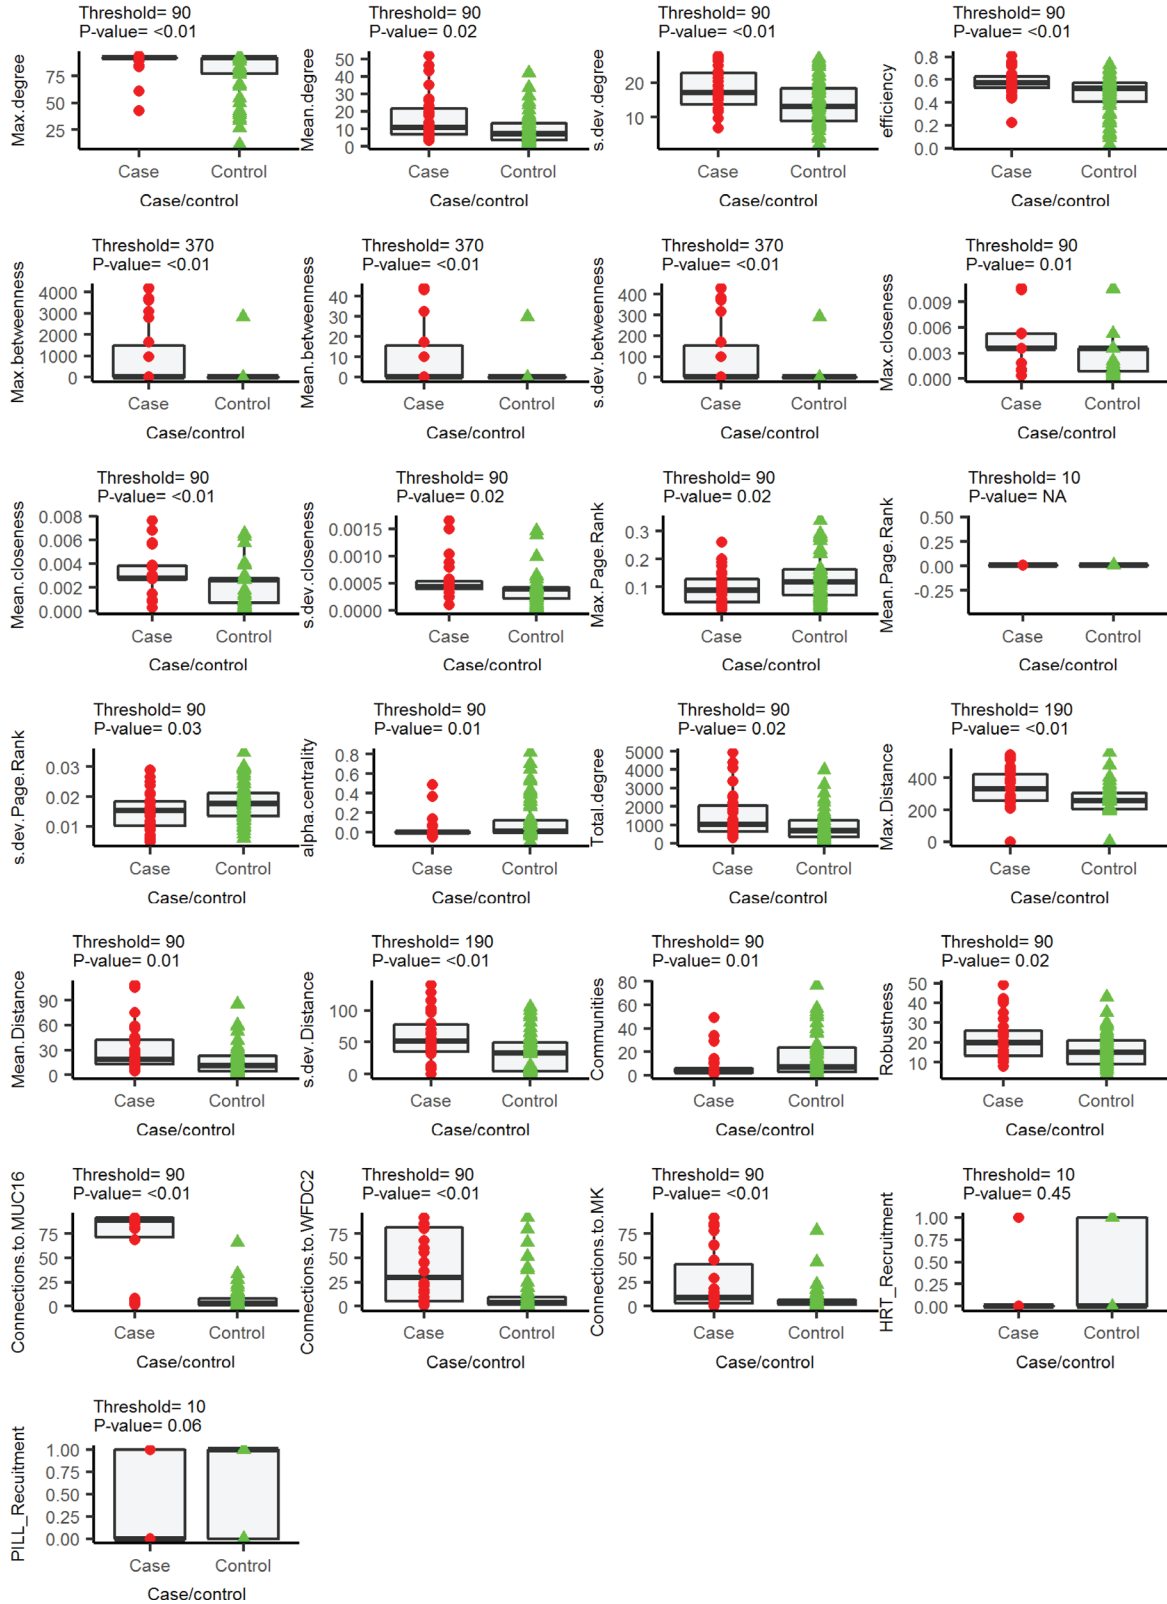 Threshold= 90
P-value= <0.01
Max.degree
75
50
25
Case
Control
Case/control
Threshold= 90
P-value= 0.02
Mean.degree
50
40
30
20
10
0
Case
Control
Case/control
Threshold= 90
P-value= <0.01
s.dev.degree
20
10
Case
Control
Case/control
Threshold= 90
P-value= <0.01
efficiency
0.8
0.6
0.4
0.2
0.0
Case
Control
Case/control
Threshold= 370
P-value= <0.01
Max.betweenness
4000
3000
2000
1000
0
Case
Control
Case/control
Threshold= 370
P-value= <0.01
Mean.betweenness
40
30
20
10
0
Case
Control
Case/control
Threshold= 370
P-value= <0.01
s.dev.betweenness
400
300
200
100
0
Case
Control
Case/control
Threshold= 90
P-value= 0.01
Max.closeness
0.009
0.006
0.003
0.000
Case
Control
Case/control
Threshold= 90
P-value= <0.01
Mean.closeness
0.008
0.006
0.004
0.002
0.000
Case
Control
Case/control
Threshold= 90
P-value= 0.02
s.dev.closeness
0.0015
0.0010
0.0005
0.0000
Case
Control
Case/control
Threshold= 90
P-value= 0.02
Max.Page.Rank
0.3
0.2
0.1
Case
Control
Case/control
Threshold= 10
P-value= NA
Mean.Page.Rank
0.50
0.25
0.00
-0.25
Case
Control
Case/control
Threshold= 90
P-value= 0.03
s.dev.Page.Rank
0.03
0.02
0.01
Case
Control
Case/control
Threshold= 90
P-value= 0.01
alpha.centrality
0.8
0.6
0.4
0.2
0.0
Case
Control
Case/control
Threshold= 90
P-value= 0.02
Total.degree
5000
4000
3000
2000
1000
0
Case
Control
Case/control
Threshold= 190
P-value= <0.01
Max.Distance
400
200
0
Case
Control
Case/control
Threshold= 90
P-value= 0.01
Mean.Distance
90
60
30
0
Case
Control
Case/control
Threshold= 190
P-value= <0.01
s.dev.Distance
100
50
0
Case
Control
Case/control
Threshold= 90
P-value= 0.01
Communities
80
60
40
20
0
Case
Control
Case/control
Threshold= 90
P-value= 0.02
Robustness
50
40
30
20
10
Case
Control
Case/control
Threshold= 90
P-value= <0.01
Connections.to.MUC16
75
50
25
0
Case
Control
Case/control
Threshold= 90
P-value= <0.01
Connections.to.WFDC2
75
50
25
0
Case
Control
Case/control
Threshold= 90
P-value= <0.01
Connections.to.MK
75
50
25
0
Case
Control
Case/control
Threshold= 10
P-value= 0.45
HRT_Recruitment
1.00
0.75
0.50
0.25
0.00
Case
Control
Case/control
Threshold= 10
P-value= 0.06
PILL_Recuitment
1.00
0.75
0.50
0.25
0.00
Case
Control
Case/control